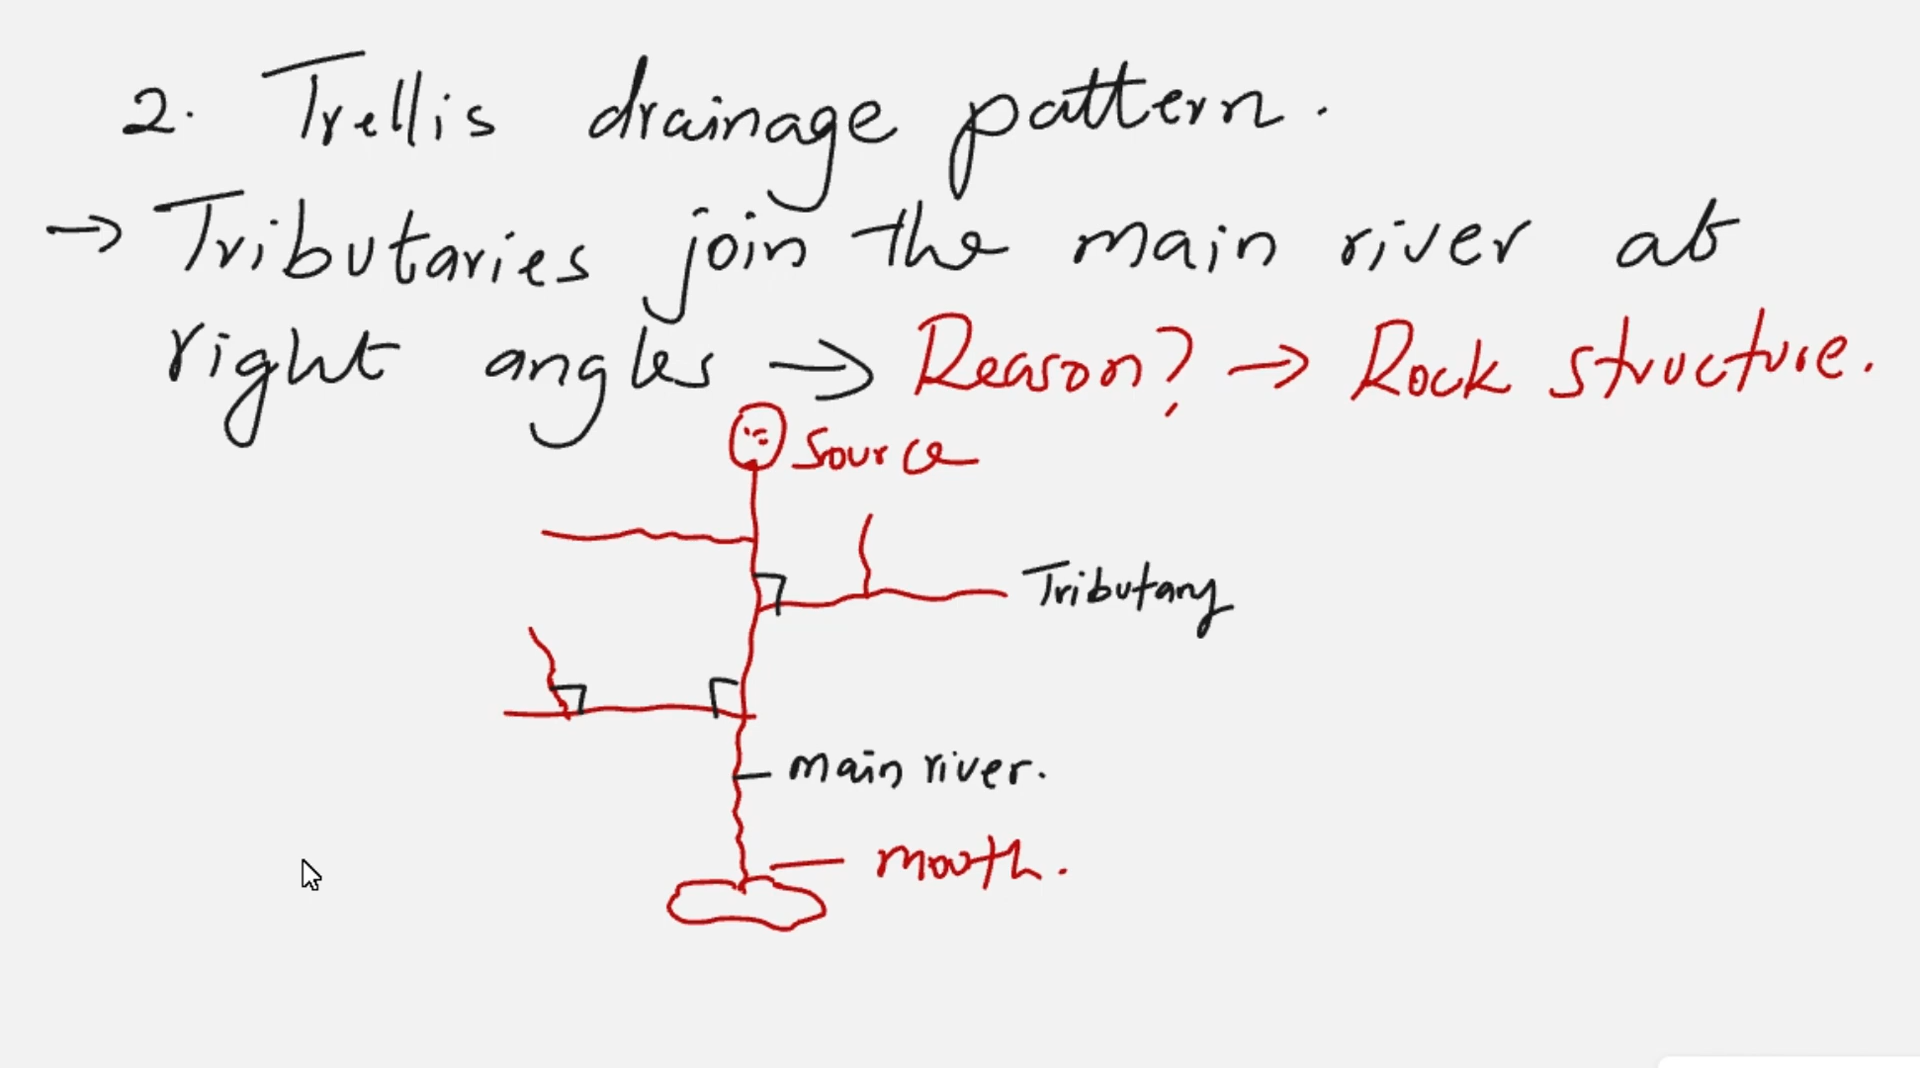 2. Trellis drainage pattern.
→ Tributaries join the main river at
right angles → Reason? → Rock structure.
Source
Tributary
main river.
mouth.